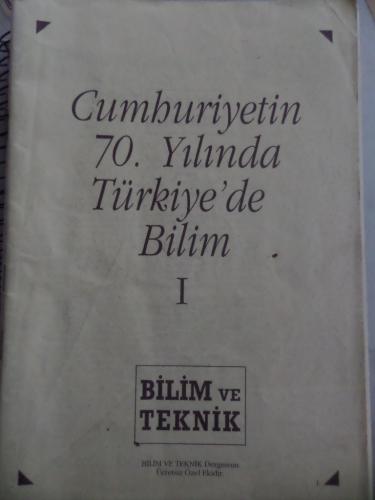 Cumhuriyetin
70. Yılında
Türkiye'de
Bilim
I
BİLİM VE
TEKNİK
BİLİM VE TEKNİK Dergisinin
Ücretsiz Özel Ekidir.